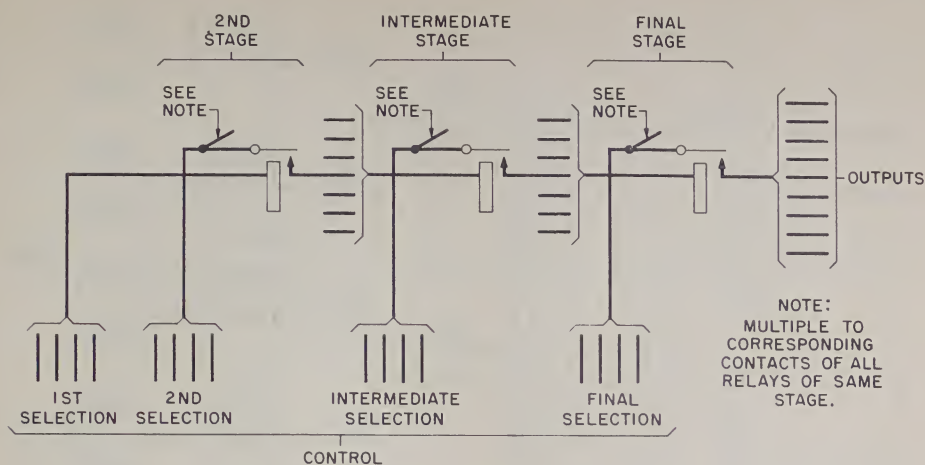 2ND
STAGE
INTERMEDIATE
STAGE
FINAL
STAGE
SEE
NOTE
SEE
NOTE
SEE
NOTE
OUTPUTS
NOTE:
MULTIPLE TO
CORRESPONDING
CONTACTS OF ALL
RELAYS OF SAME
STAGE.
1ST
SELECTION
2ND
SELECTION
INTERMEDIATE
SELECTION
FINAL
SELECTION
CONTROL